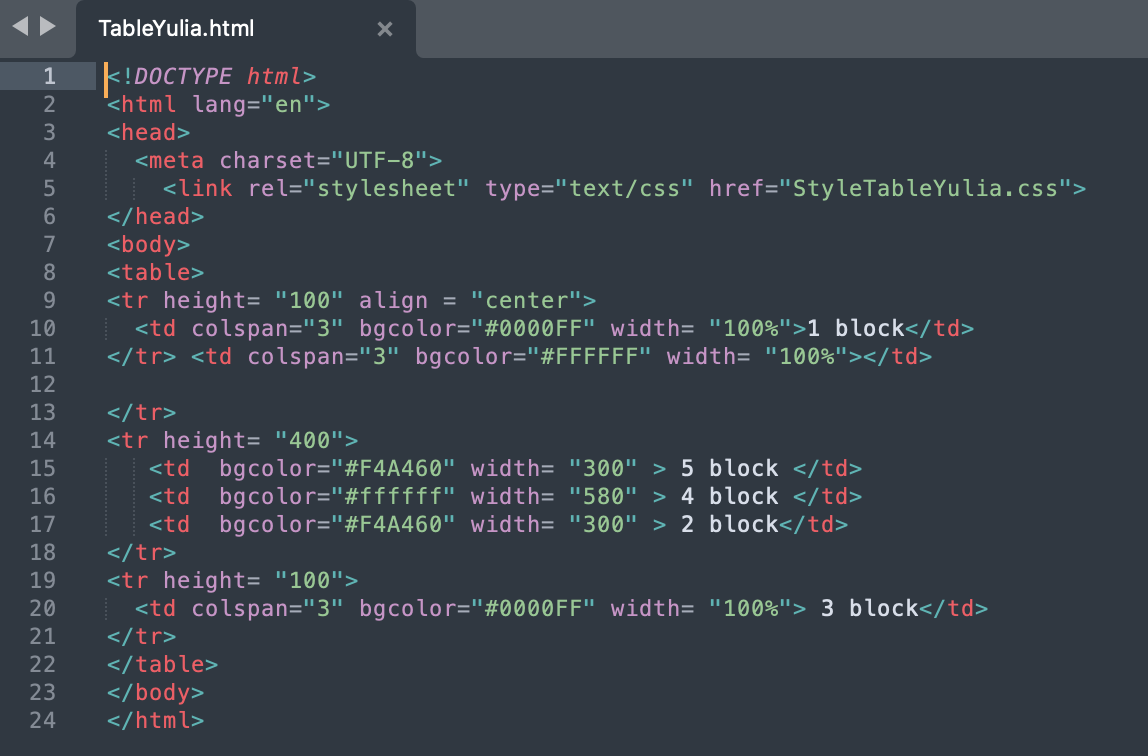 TableYulia.html ×
1 <!DOCTYPE html>
2 <html lang="en">
3 <head>
4   <meta charset="UTF-8">
5     <link rel="stylesheet" type="text/css" href="StyleTableYulia.css">
6 </head>
7 <body>
8 <table>
9 <tr height= "100" align = "center">
10   <td colspan="3" bgcolor="#0000FF" width= "100%">1 block</td>
11 </tr> <td colspan="3" bgcolor="#FFFFFF" width= "100%"></td>
12
13 </tr>
14 <tr height= "400">
15    <td  bgcolor="#F4A460" width= "300" > 5 block </td>
16    <td  bgcolor="#ffffff" width= "580" > 4 block </td>
17    <td  bgcolor="#F4A460" width= "300" > 2 block</td>
18 </tr>
19 <tr height= "100">
20   <td colspan="3" bgcolor="#0000FF" width= "100%"> 3 block</td>
21 </tr>
22 </table>
23 </body>
24 </html>